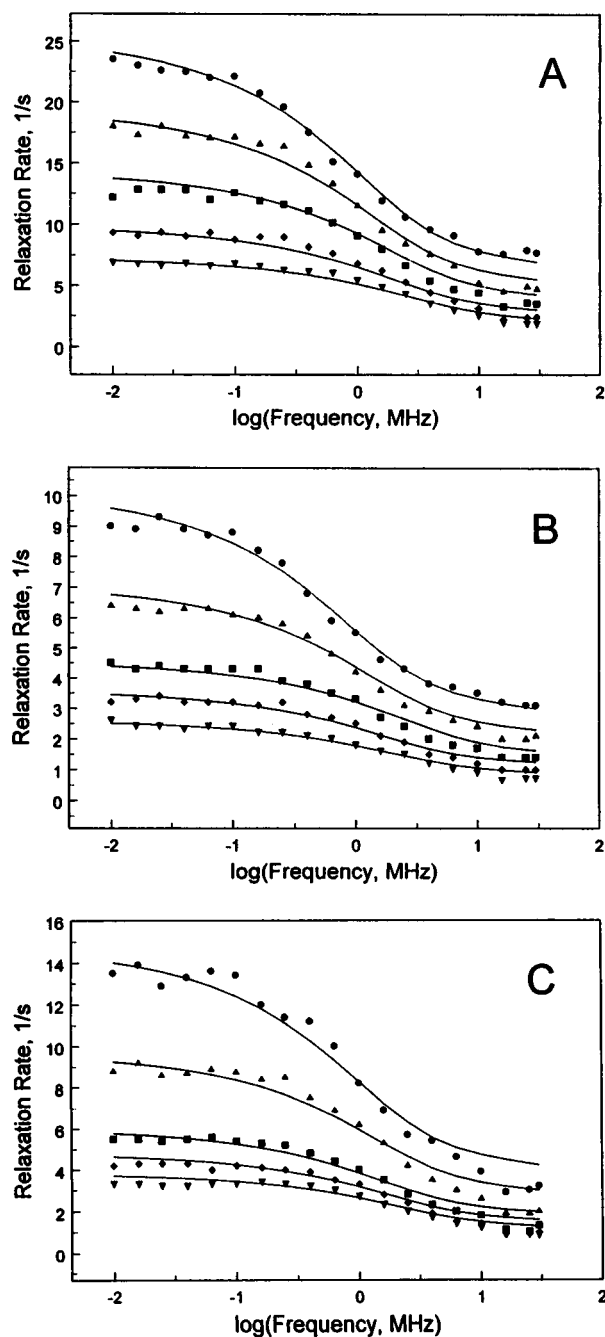 A
Relaxation Rate, 1/s
25
20
15
10
5
0
-2 -1 0 1 2
log(Frequency, MHz)
B
Relaxation Rate, 1/s
10
9
8
7
6
5
4
3
2
1
0
-2 -1 0 1 2
log(Frequency, MHz)
C
Relaxation Rate, 1/s
16
14
12
10
8
6
4
2
0
-2 -1 0 1 2
log(Frequency, MHz)